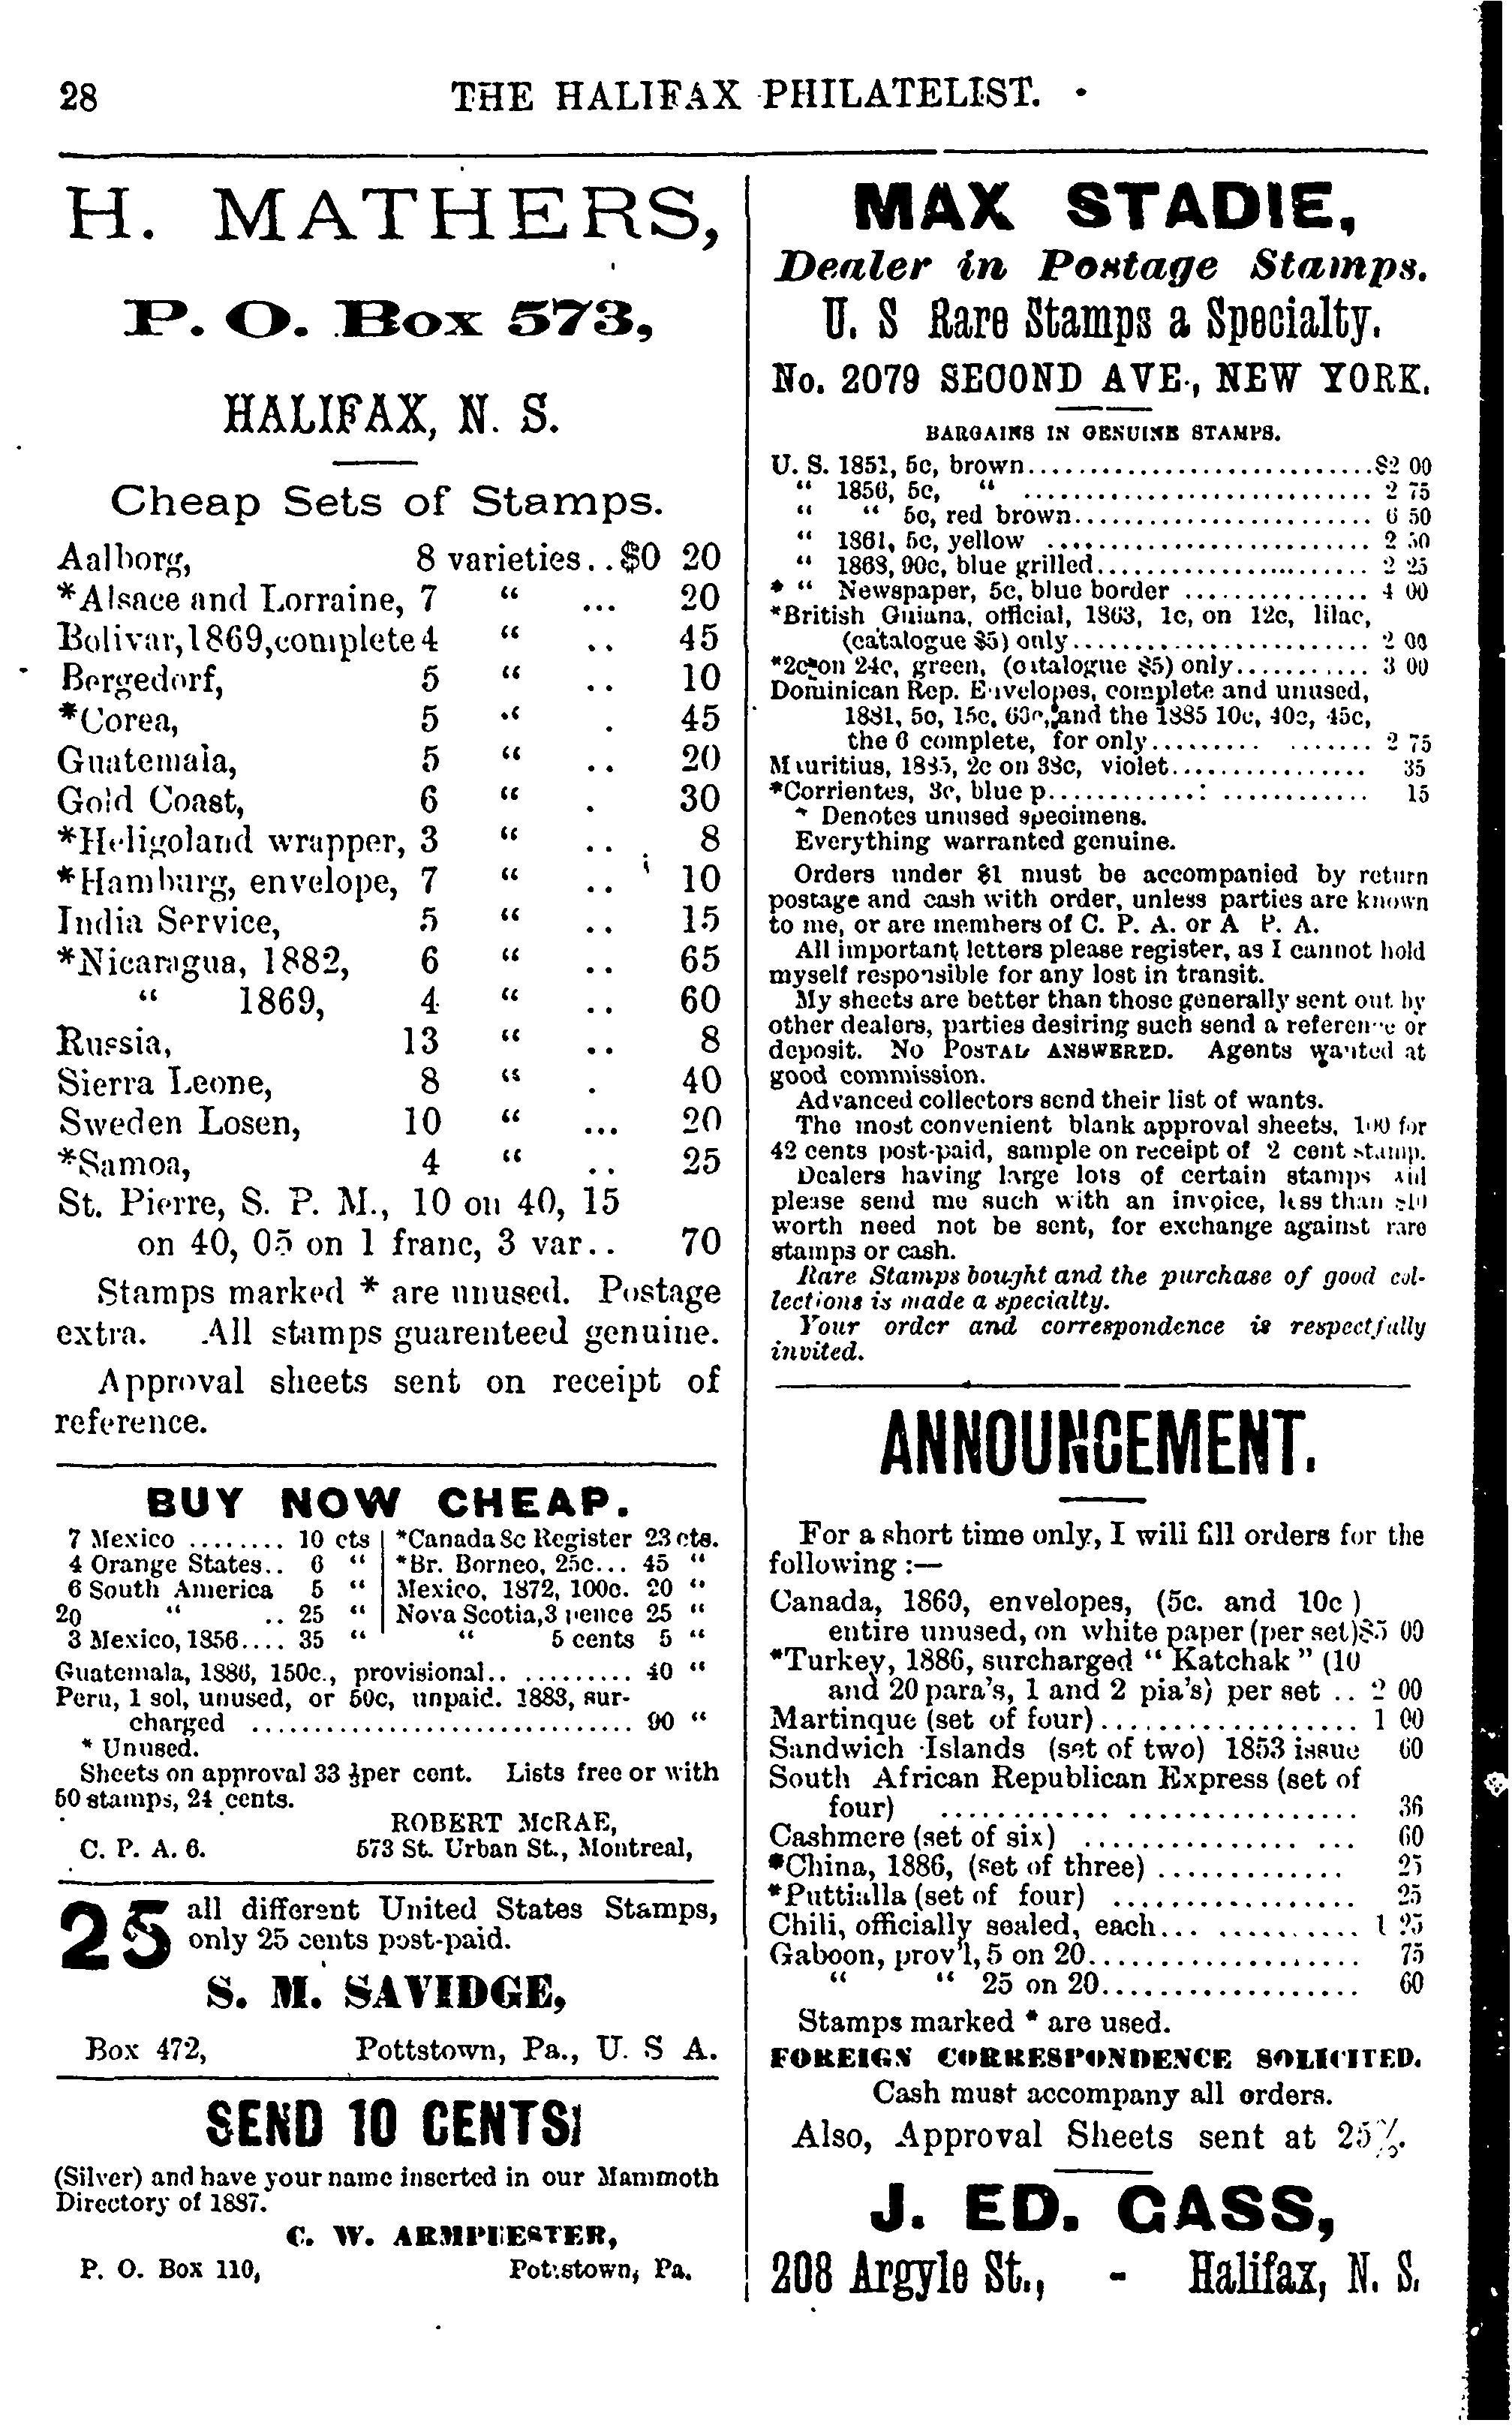 28 THE HALIFAX PHILATELIST.
H. MATHERS,
P. O. Box 573,
HALIFAX, N. S.
Cheap Sets of Stamps.
Aalborg, 8 varieties..$0 20
*Alsace and Lorraine, 7 “ ... 20
Bolivar, 1869, complete 4 “ .. 45
Bergedorf, 5 “ .. 10
*Corea, 5 “ . 45
Guatemala, 5 “ .. 20
Gold Coast, 6 “ . 30
*Heligoland wrapper, 3 “ .. 8
*Hamburg, envelope, 7 “ .. 10
India Service, 5 “ .. 15
*Nicaragua, 1882, 6 “ .. 65
“ 1869, 4 “ .. 60
Russia, 13 “ .. 8
Sierra Leone, 8 “ . 40
Sweden Losen, 10 “ ... 20
*Samoa, 4 “ .. 25
St. Pierre, S. P. M., 10 on 40, 15
on 40, 05 on 1 franc, 3 var.. 70
Stamps marked * are unused. Postage
extra. All stamps guarenteed genuine.
Approval sheets sent on receipt of
reference.
BUY NOW CHEAP.
7 Mexico ........ 10 cts | *Canada 8c Register 23 cts.
4 Orange States.. 6 “ | *Br. Borneo, 25c... 45 “
6 South America 5 “ | Mexico, 1872, 100c. 20 “
20 “ .. 25 “ | Nova Scotia, 3 pence 25 “
3 Mexico, 1856.... 35 “ “ 5 cents 5 “
Guatemala, 1886, 150c., provisional.. ......... 40 “
Peru, 1 sol, unused, or 50c, unpaid. 1883, sur-
charged .............................. 90 “
* Unused.
Sheets on approval 33 ⅓ per cent. Lists free or with
50 stamps, 24 cents.
ROBERT McRAE,
C. P. A. 6. 573 St. Urban St., Montreal,
25 all different United States Stamps,
only 25 cents post-paid.
S. M. SAVIDGE,
Box 472, Pottstown, Pa., U. S A.
SEND 10 CENTS!
(Silver) and have your name inserted in our Mammoth
Directory of 1887.
C. W. ARMPRESTER,
P. O. Box 110, Pottstown, Pa.
MAX STADIE,
Dealer in Postage Stamps.
U. S Rare Stamps a Specialty.
No. 2079 SECOND AVE., NEW YORK.
BARGAINS IN GENUINE STAMPS.
U. S. 1851, 5c, brown...........................$2 00
“ 1856, 5c, “ ............................ 2 75
“ “ 5c, red brown........................ 6 50
“ 1861, 5c, yellow .......................... 2 50
“ 1868, 90c, blue grilled...................... 2 25
* “ Newspaper, 5c, blue border ............... 4 00
*British Guiana, official, 1863, 1c, on 12c, lilac,
(catalogue $5) only........................ 2 00
*2c on 24c, green, (catalogue $5) only........... 3 00
Dominican Rep. Envelopes, complete and unused,
1881, 5c, 15c, 60c, and the 1885 10c, 40c, 45c,
the 6 complete, for only......... ....... 2 75
Mauritius, 1885, 2c on 38c, violet................ 35
*Corrientes, 3c, blue p............: ............ 15
* Denotes unused specimens.
Everything warranted genuine.
Orders under $1 must be accompanied by return
postage and cash with order, unless parties are known
to me, or are members of C. P. A. or A P. A.
All important letters please register, as I cannot hold
myself responsible for any lost in transit.
My sheets are better than those generally sent out by
other dealers, parties desiring such send a reference or
deposit. No POSTAL ANSWERED. Agents wanted at
good commission.
Advanced collectors send their list of wants.
The most convenient blank approval sheets, 100 for
42 cents post-paid, sample on receipt of 2 cent stamp.
Dealers having large lots of certain stamps
please send me such with an invoice, less than $10
worth need not be sent, for exchange against rare
stamps or cash.
Rare Stamps bought and the purchase of good col-
lections is made a specialty.
Your order and correspondence is respectfully
invited.
ANNOUNCEMENT.
For a short time only, I will fill orders for the
following :—
Canada, 1860, envelopes, (5c. and 10c )
entire unused, on white paper (per set)$5 00
*Turkey, 1886, surcharged “ Katchak ” (10
and 20 para's, 1 and 2 pia's) per set .. 2 00
Martinque (set of four).................... 1 00
Sandwich Islands (set of two) 1853 issue 60
South African Republican Express (set of
four) ............ ................. 36
Cashmere (set of six) ............... ... 60
*China, 1886, (set of three) ............. 25
*Puttialla (set of four) ................. 25
Chili, officially sealed, each... .......... 1 25
Gaboon, prov'l, 5 on 20................... 75
“ “ 25 on 20.................. 60
Stamps marked * are used.
FOREIGN CORRESPONDENCE SOLICITED.
Cash must accompany all orders.
Also, Approval Sheets sent at 25%.
J. ED. CASS,
208 Argyle St., - Halifax, N. S.